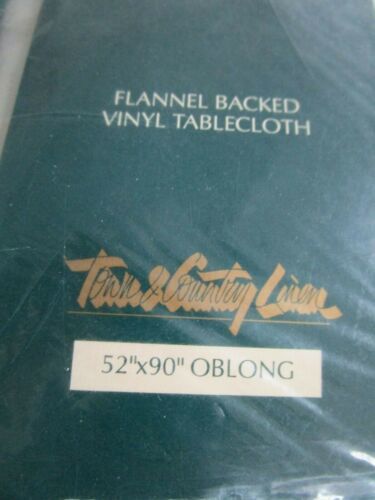 FLANNEL BACKED
VINYL TABLECLOTH
Town & Country Linen
52"x90" OBLONG